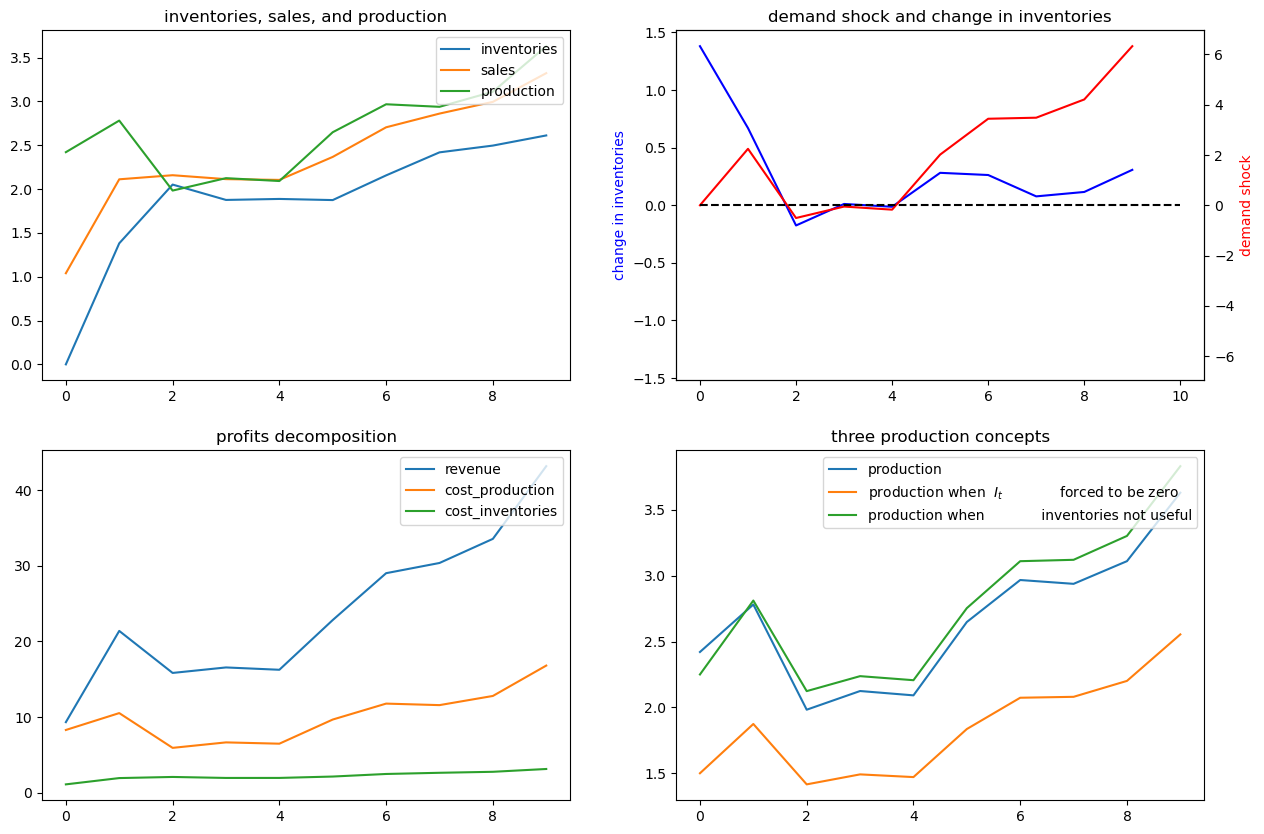 inventories, sales, and production
3.5
3.0
2.5
2.0
1.5
1.0
0.5
0.0
inventories
sales
production
0 2 4 6 8
demand shock and change in inventories
1.5
1.0
0.5
0.0
−0.5
−1.0
−1.5
change in inventories
6
4
2
0
−2
−4
−6
demand shock
0 2 4 6 8 10
profits decomposition
40
30
20
10
0
revenue
cost_production
cost_inventories
0 2 4 6 8
three production concepts
3.5
3.0
2.5
2.0
1.5
production
production when I_t forced to be zero
production when inventories not useful
0 2 4 6 8